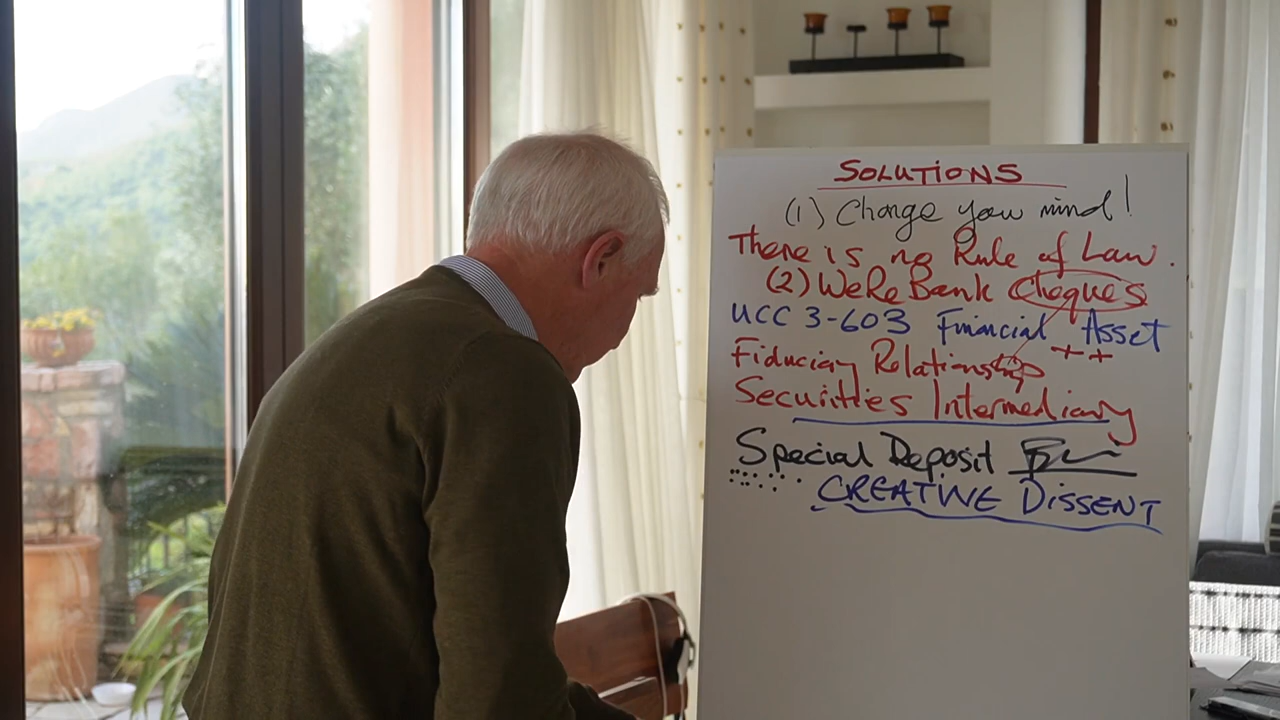 SOLUTIONS
(1) Change your mind!
There is no Rule of Law.
(2) WeRe Bank Cheques
UCC 3-603 Financial Asset
Fiduciary Relationship ++
Securities Intermediary
Special Deposit
CREATIVE DISSENT